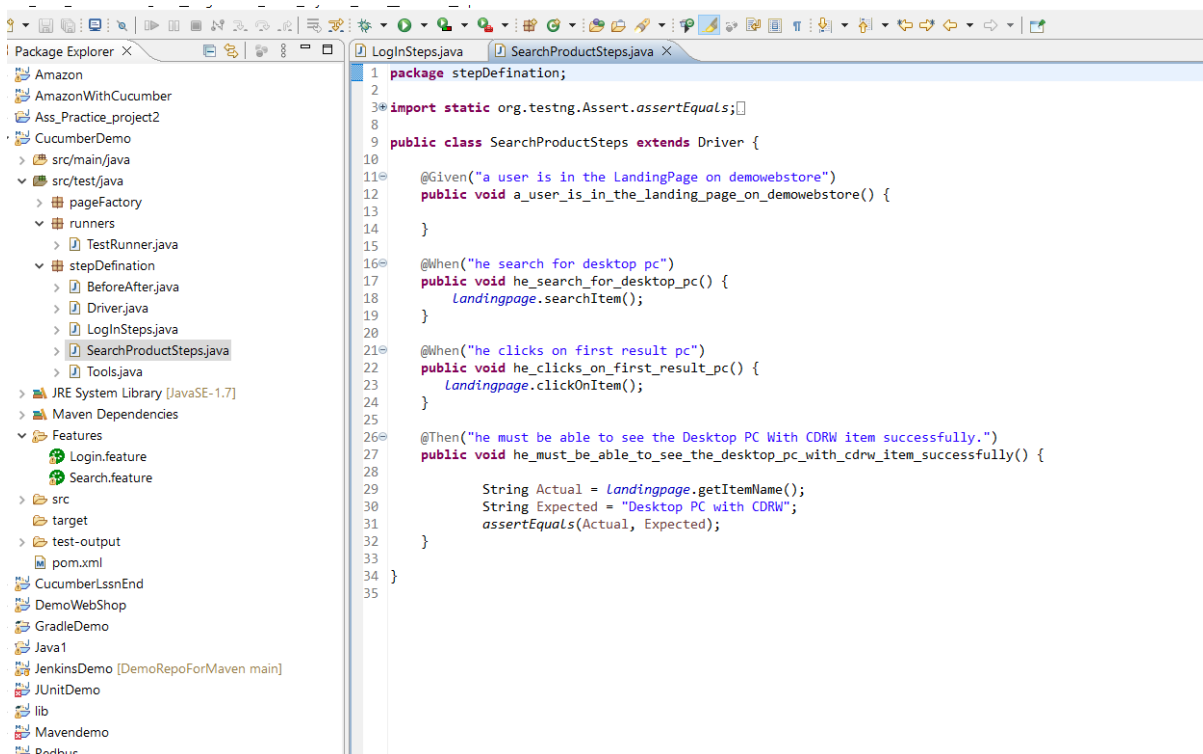 Package Explorer
LogInSteps.java
SearchProductSteps.java
Amazon
AmazonWithCucumber
Ass_Practice_project2
CucumberDemo
src/main/java
src/test/java
pageFactory
runners
TestRunner.java
stepDefination
BeforeAfter.java
Driver.java
LogInSteps.java
SearchProductSteps.java
Tools.java
JRE System Library [JavaSE-1.7]
Maven Dependencies
Features
Login.feature
Search.feature
src
target
test-output
pom.xml
CucumberLssnEnd
DemoWebShop
GradleDemo
Java1
JenkinsDemo [DemoRepoForMaven main]
JUnitDemo
lib
Mavendemo
1 package stepDefination;
2
3 import static org.testng.Assert.assertEquals;
8
9 public class SearchProductSteps extends Driver {
10
11 @Given("a user is in the LandingPage on demowebstore")
12 public void a_user_is_in_the_landing_page_on_demowebstore() {
13
14 }
15
16 @When("he search for desktop pc")
17 public void he_search_for_desktop_pc() {
18 landingpage.searchItem();
19 }
20
21 @When("he clicks on first result pc")
22 public void he_clicks_on_first_result_pc() {
23 landingpage.clickOnItem();
24 }
25
26 @Then("he must be able to see the Desktop PC With CDRW item successfully.")
27 public void he_must_be_able_to_see_the_desktop_pc_with_cdrw_item_successfully() {
28
29 String Actual = landingpage.getItemName();
30 String Expected = "Desktop PC with CDRW";
31 assertEquals(Actual, Expected);
32 }
33
34 }
35